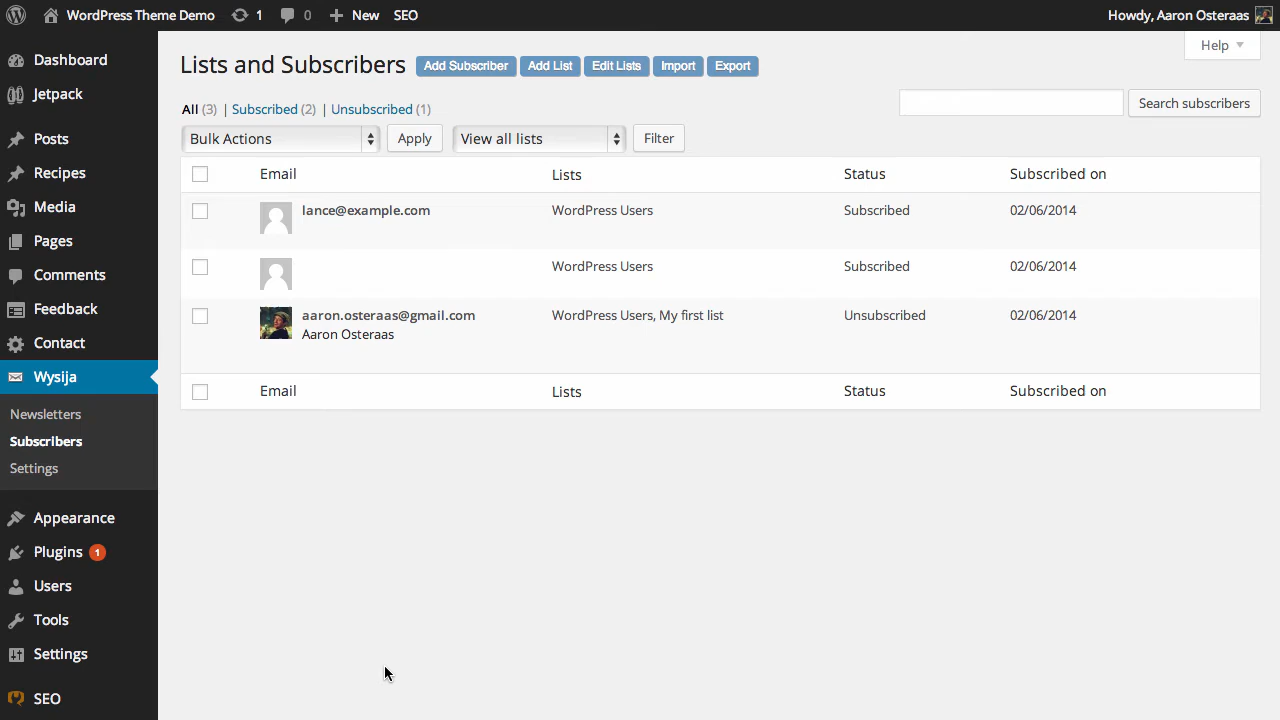 WordPress Theme Demo 1 0 New SEO Howdy, Aaron Osteraas
Help
Dashboard
Jetpack
Posts
Recipes
Media
Pages
Comments
Feedback
Contact
Wysija
Newsletters
Subscribers
Settings
Appearance
Plugins 1
Users
Tools
Settings
SEO
Lists and Subscribers Add Subscriber Add List Edit Lists Import Export
All (3) | Subscribed (2) | Unsubscribed (1)
Search subscribers
Bulk Actions Apply View all lists Filter
Email Lists Status Subscribed on
lance@example.com WordPress Users Subscribed 02/06/2014
WordPress Users Subscribed 02/06/2014
aaron.osteraas@gmail.com WordPress Users, My first list Unsubscribed 02/06/2014
Aaron Osteraas
Email Lists Status Subscribed on